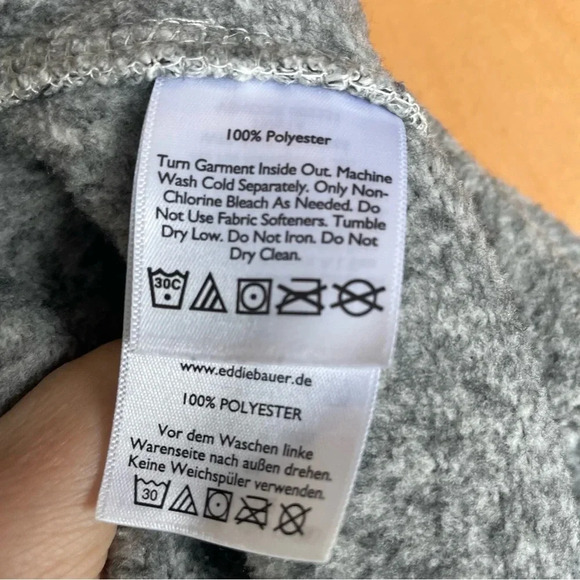 100% Polyester
Turn Garment Inside Out. Machine
Wash Cold Separately. Only Non-
Chlorine Bleach As Needed. Do
Not Use Fabric Softeners. Tumble
Dry Low. Do Not Iron. Do Not
Dry Clean.
30C
www.eddiebauer.de
100% POLYESTER
Vor dem Waschen linke
Warenseite nach außen drehen.
Keine Weichspüler verwenden.
30